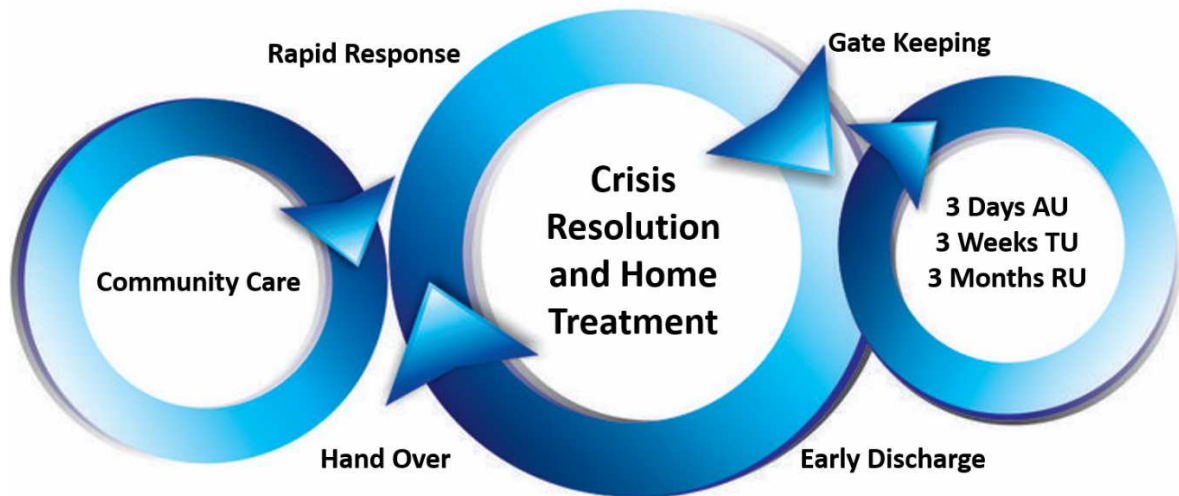 Rapid Response
Gate Keeping
Community Care
Crisis
Resolution
and Home
Treatment
3 Days AU
3 Weeks TU
3 Months RU
Hand Over
Early Discharge